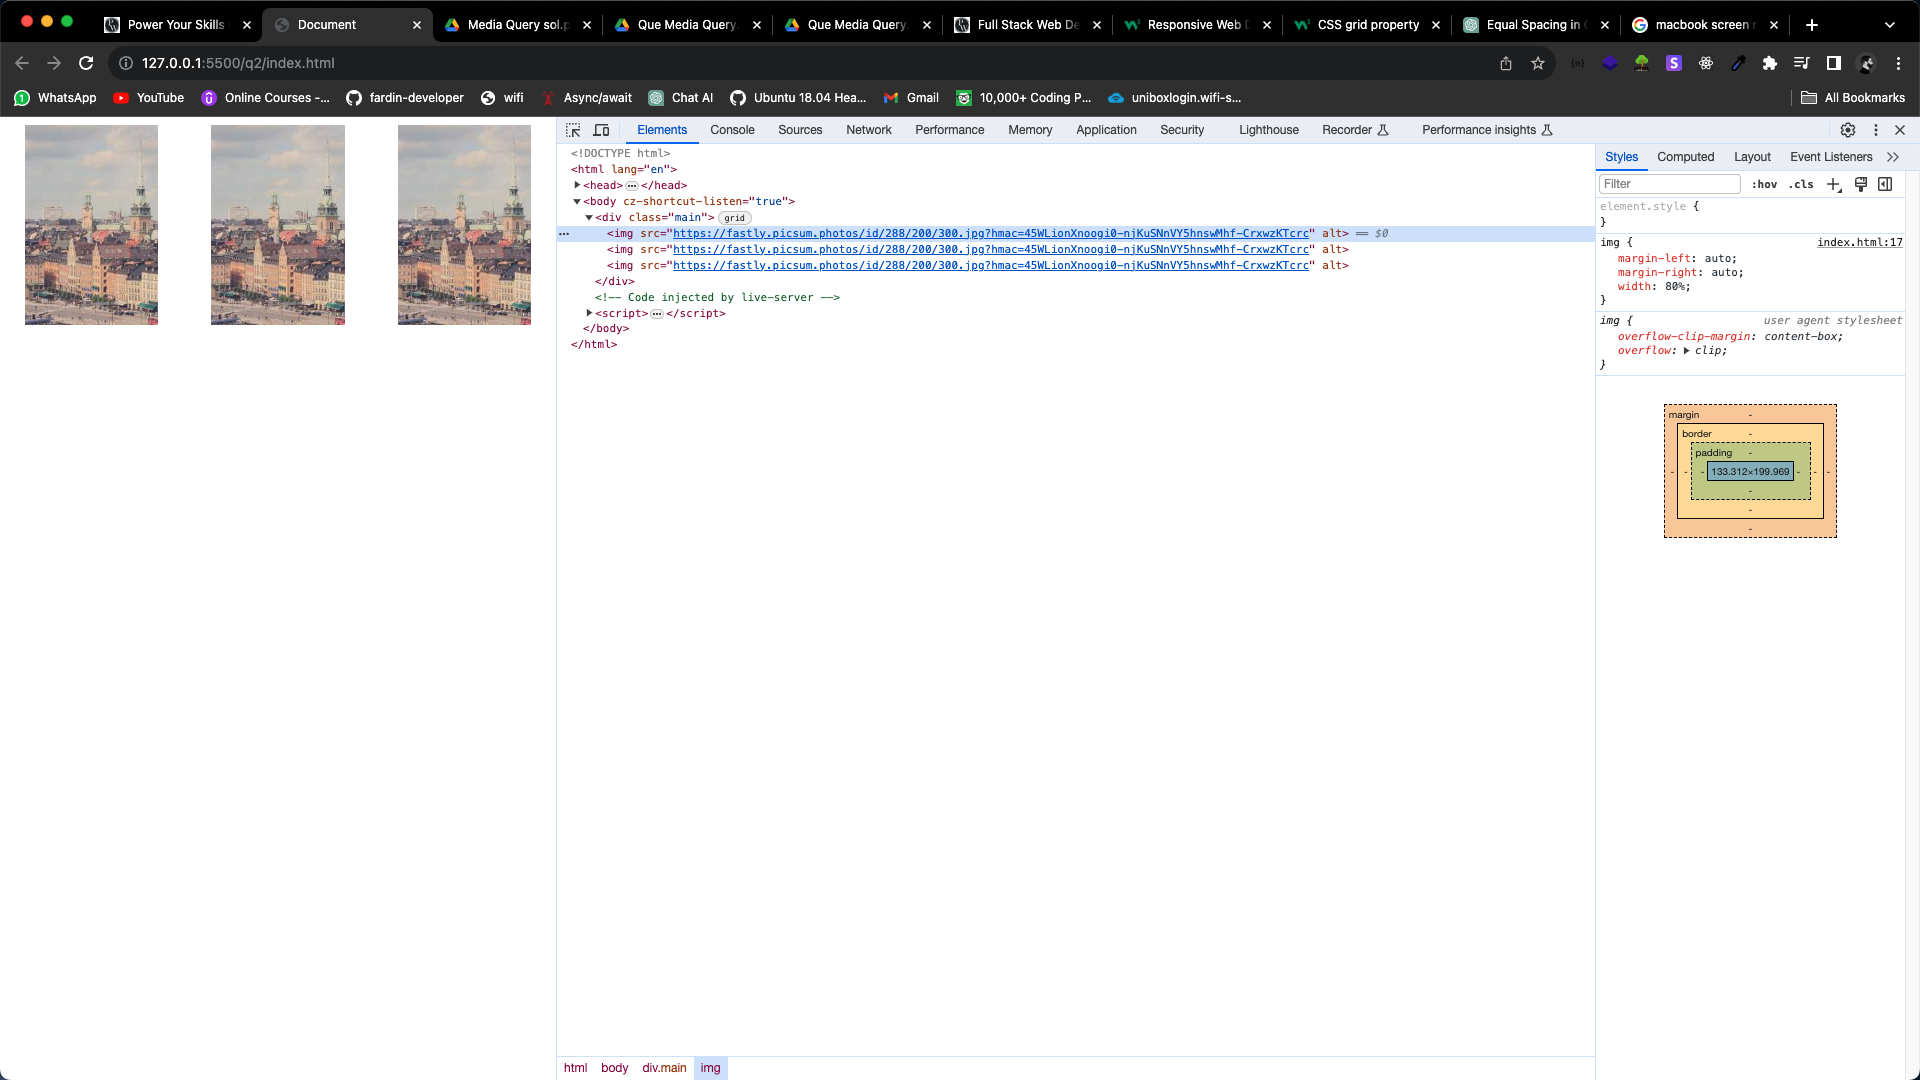 Power Your Skills
Document
Media Query sol.p
Que Media Query.
Que Media Query.
Full Stack Web De
Responsive Web D
CSS grid property
Equal Spacing in
macbook screen
127.0.0.1:5500/q2/index.html
WhatsApp
YouTube
Online Courses -...
fardin-developer
wifi
Async/await
Chat AI
Ubuntu 18.04 Hea...
Gmail
10,000+ Coding P...
uniboxlogin.wifi-s...
All Bookmarks
Elements
Console
Sources
Network
Performance
Memory
Application
Security
Lighthouse
Recorder
Performance insights
<!DOCTYPE html>
<html lang="en">
<head>
</head>
<body cz-shortcut-listen="true">
<div class="main"> grid
<img src="https://fastly.picsum.photos/id/288/200/300.jpg?hmac=45WLionXnoogi0-njKuSNnVY5hnswMhf-CrxwzKTcrc" alt> == $0
<img src="https://fastly.picsum.photos/id/288/200/300.jpg?hmac=45WLionXnoogi0-njKuSNnVY5hnswMhf-CrxwzKTcrc" alt>
<img src="https://fastly.picsum.photos/id/288/200/300.jpg?hmac=45WLionXnoogi0-njKuSNnVY5hnswMhf-CrxwzKTcrc" alt>
</div>
<!-- Code injected by live-server -->
<script>
</script>
</body>
</html>
html body div.main img
Styles
Computed
Layout
Event Listeners
Filter
:hov .cls
element.style {
}
img { index.html:17
margin-left: auto;
margin-right: auto;
width: 80%;
}
img { user agent stylesheet
overflow-clip-margin: content-box;
overflow: clip;
}
margin -
border -
padding -
- - - 133.312×199.969 - - -
-
-
-